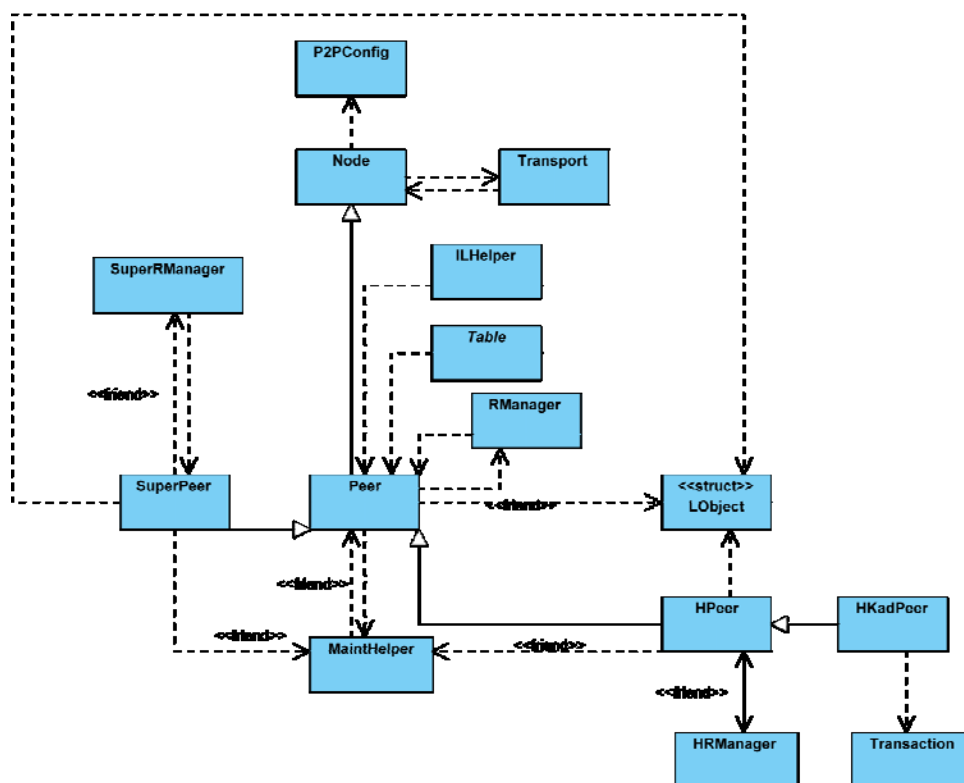 P2PConfig
Node
Transport
ILHelper
SuperRManager
Table
<<friend>>
RManager
SuperPeer
Peer
<<struct>>
LObject
<<friend>>
<<friend>>
HPeer
HKadPeer
<<friend>>
<<friend>>
MaintHelper
<<friend>>
HRManager
Transaction